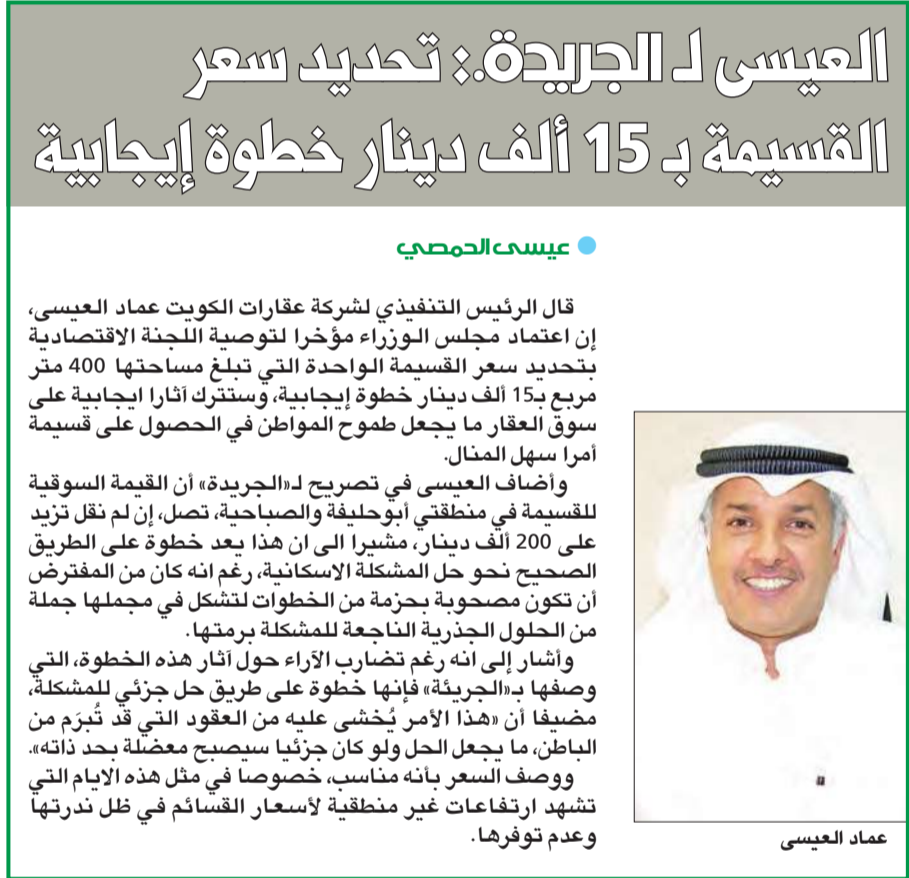 العيسى لـ الجريدة.: تحديد سعر
القسيمة بـ 15 ألف دينار خطوة إيجابية
عيسى الحمصي
قال الرئيس التنفيذي لشركة عقارات الكويت عماد العيسى،
إن اعتماد مجلس الوزراء مؤخرا لتوصية اللجنة الاقتصادية
بتحديد سعر القسيمة الواحدة التي تبلغ مساحتها 400 متر
مربع بـ15 ألف دينار خطوة إيجابية، وستترك آثارا ايجابية على
سوق العقار ما يجعل طموح المواطن في الحصول على قسيمة
أمرا سهل المنال.
وأضاف العيسى في تصريح لـ«الجريدة» أن القيمة السوقية
للقسيمة في منطقتي أبوحليفة والصباحية، تصل، إن لم نقل تزيد
على 200 ألف دينار، مشيرا الى ان هذا يعد خطوة على الطريق
الصحيح نحو حل المشكلة الاسكانية، رغم انه كان من المفترض
أن تكون مصحوبة بحزمة من الخطوات لتشكل في مجملها جملة
من الحلول الجذرية الناجعة للمشكلة برمتها.
وأشار إلى انه رغم تضارب الآراء حول آثار هذه الخطوة، التي
وصفها بـ«الجريئة» فإنها خطوة على طريق حل جزئي للمشكلة،
مضيفا أن «هذا الأمر يُخشى عليه من العقود التي قد تُبرَم من
الباطن، ما يجعل الحل ولو كان جزئيا سيصبح معضلة بحد ذاته».
ووصف السعر بأنه مناسب، خصوصا في مثل هذه الايام التي
تشهد ارتفاعات غير منطقية لأسعار القسائم في ظل ندرتها
وعدم توفرها.
عماد العيسى